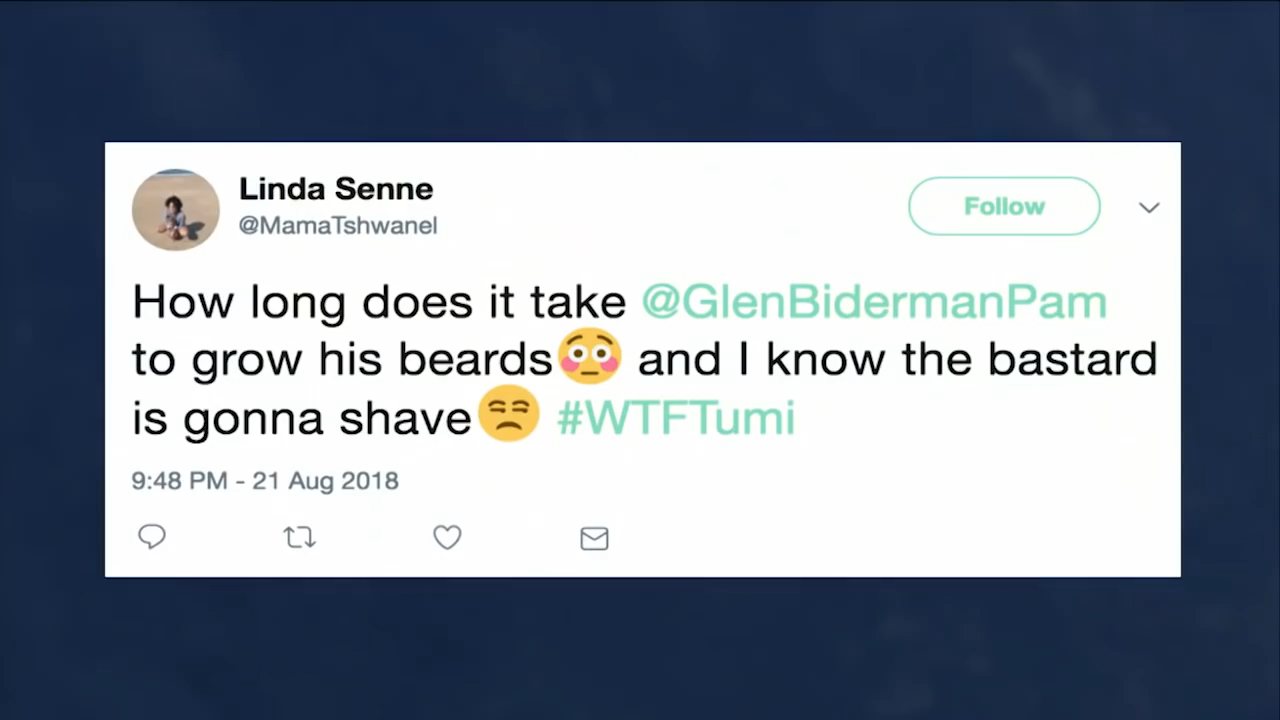 Linda Senne
@MamaTshwanel
Follow
How long does it take @GlenBidermanPam
to grow his beards😳 and I know the bastard
is gonna shave😒 #WTFTumi
9:48 PM - 21 Aug 2018